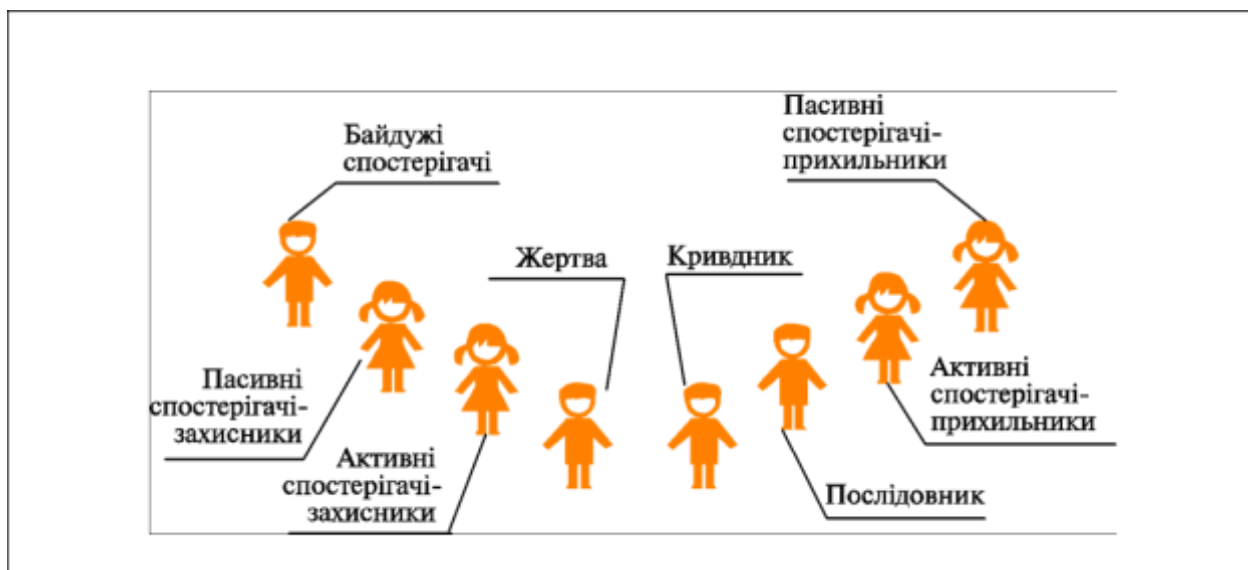 Байдужі
спостерігачі
Пасивні
спостерігачі-
прихильники
Жертва
Кривдник
Пасивні
спостерігачі-
захисники
Активні
спостерігачі-
прихильники
Активні
спостерігачі-
захисники
Послідовник